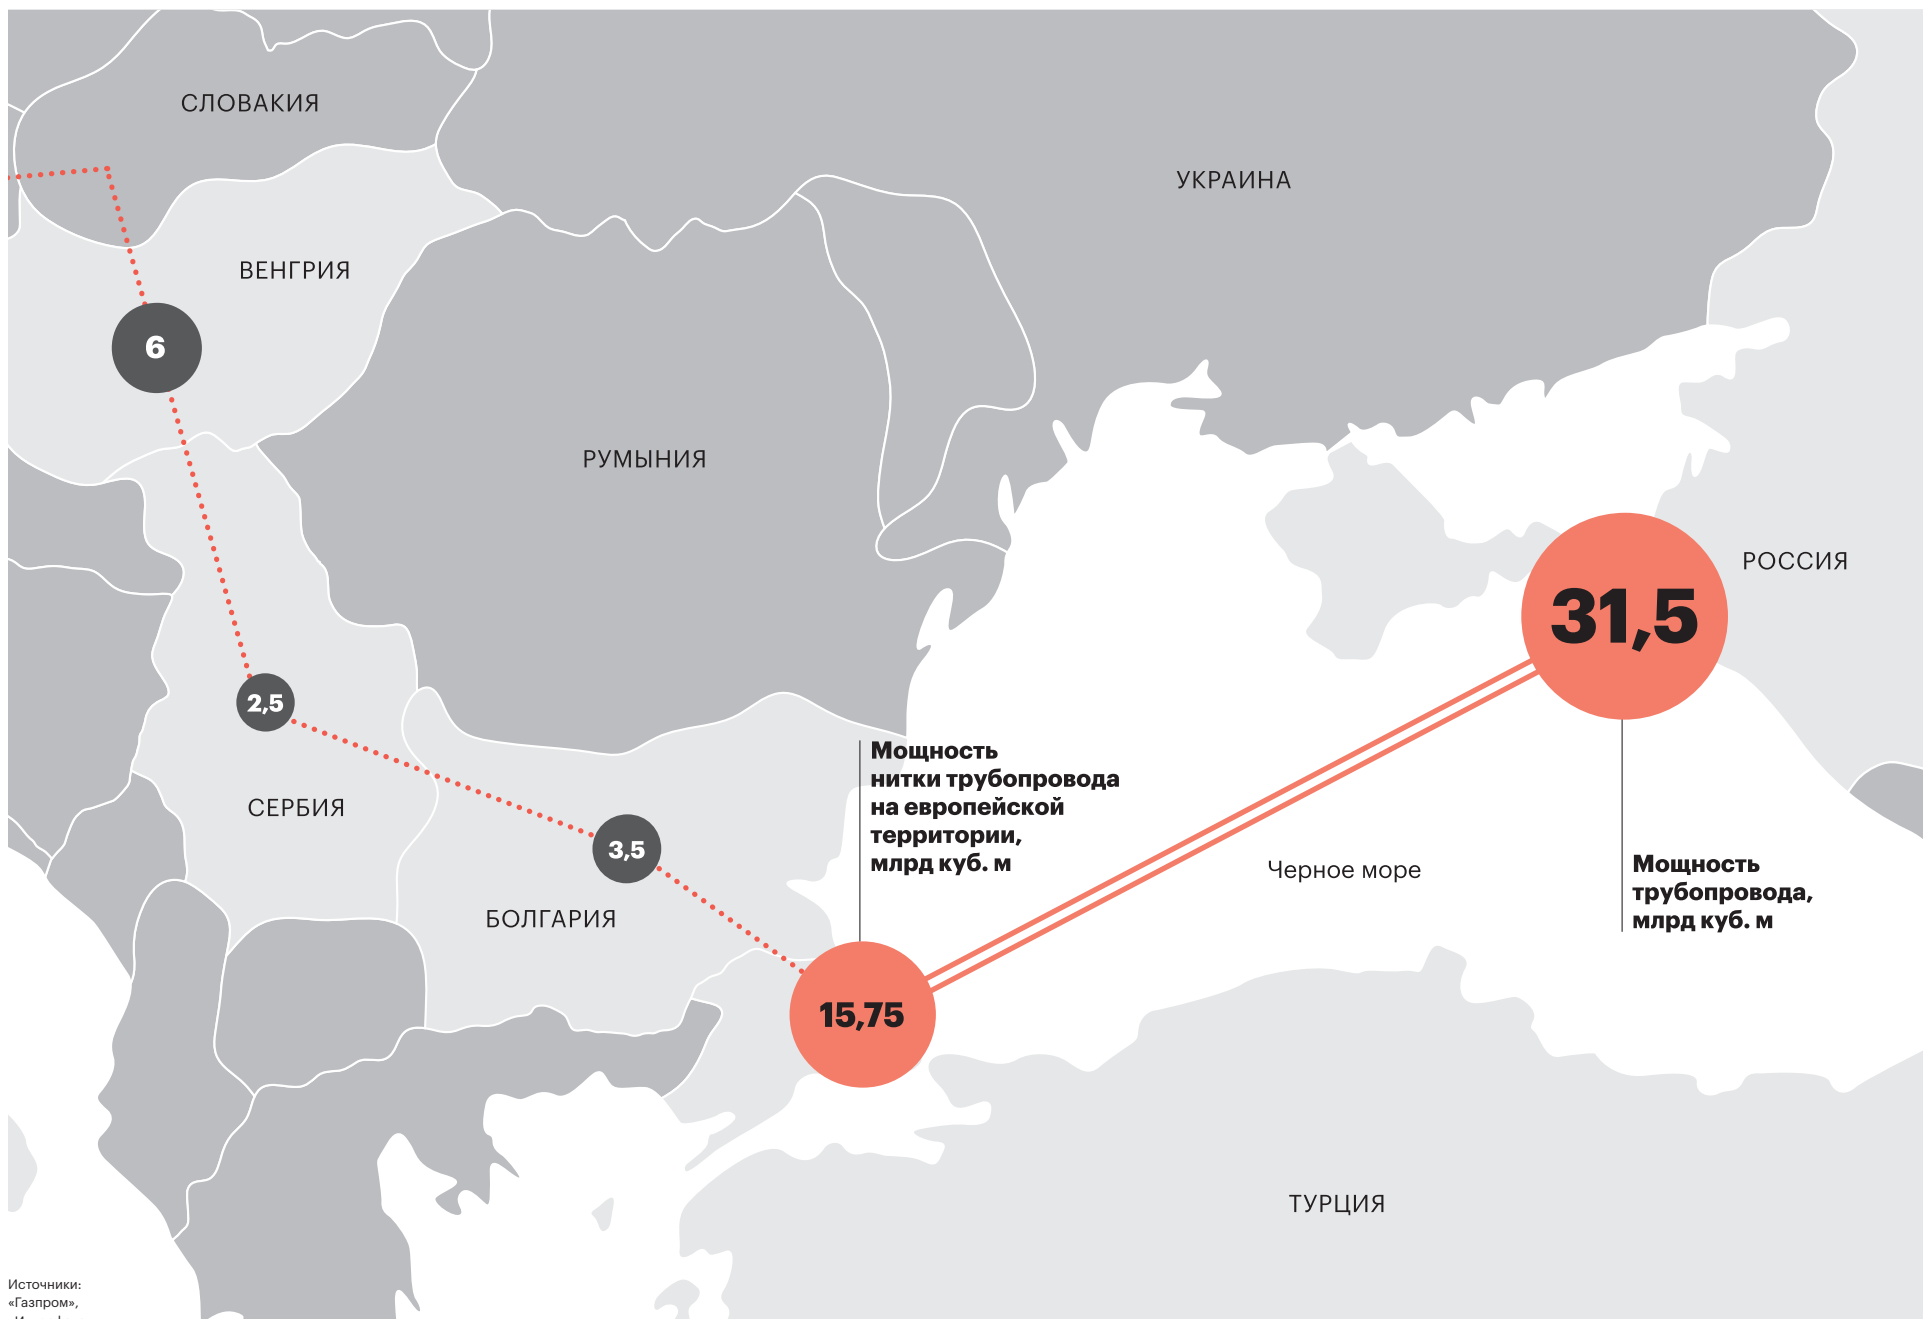 СЛОВАКИЯ
УКРАИНА
ВЕНГРИЯ
6
РУМЫНИЯ
РОССИЯ
31,5
2,5
Мощность
нитки трубопровода
на европейской
территории,
млрд куб. м
СЕРБИЯ
3,5
Черное море
Мощность
трубопровода,
млрд куб. м
БОЛГАРИЯ
15,75
ТУРЦИЯ
Источники:
«Газпром»,